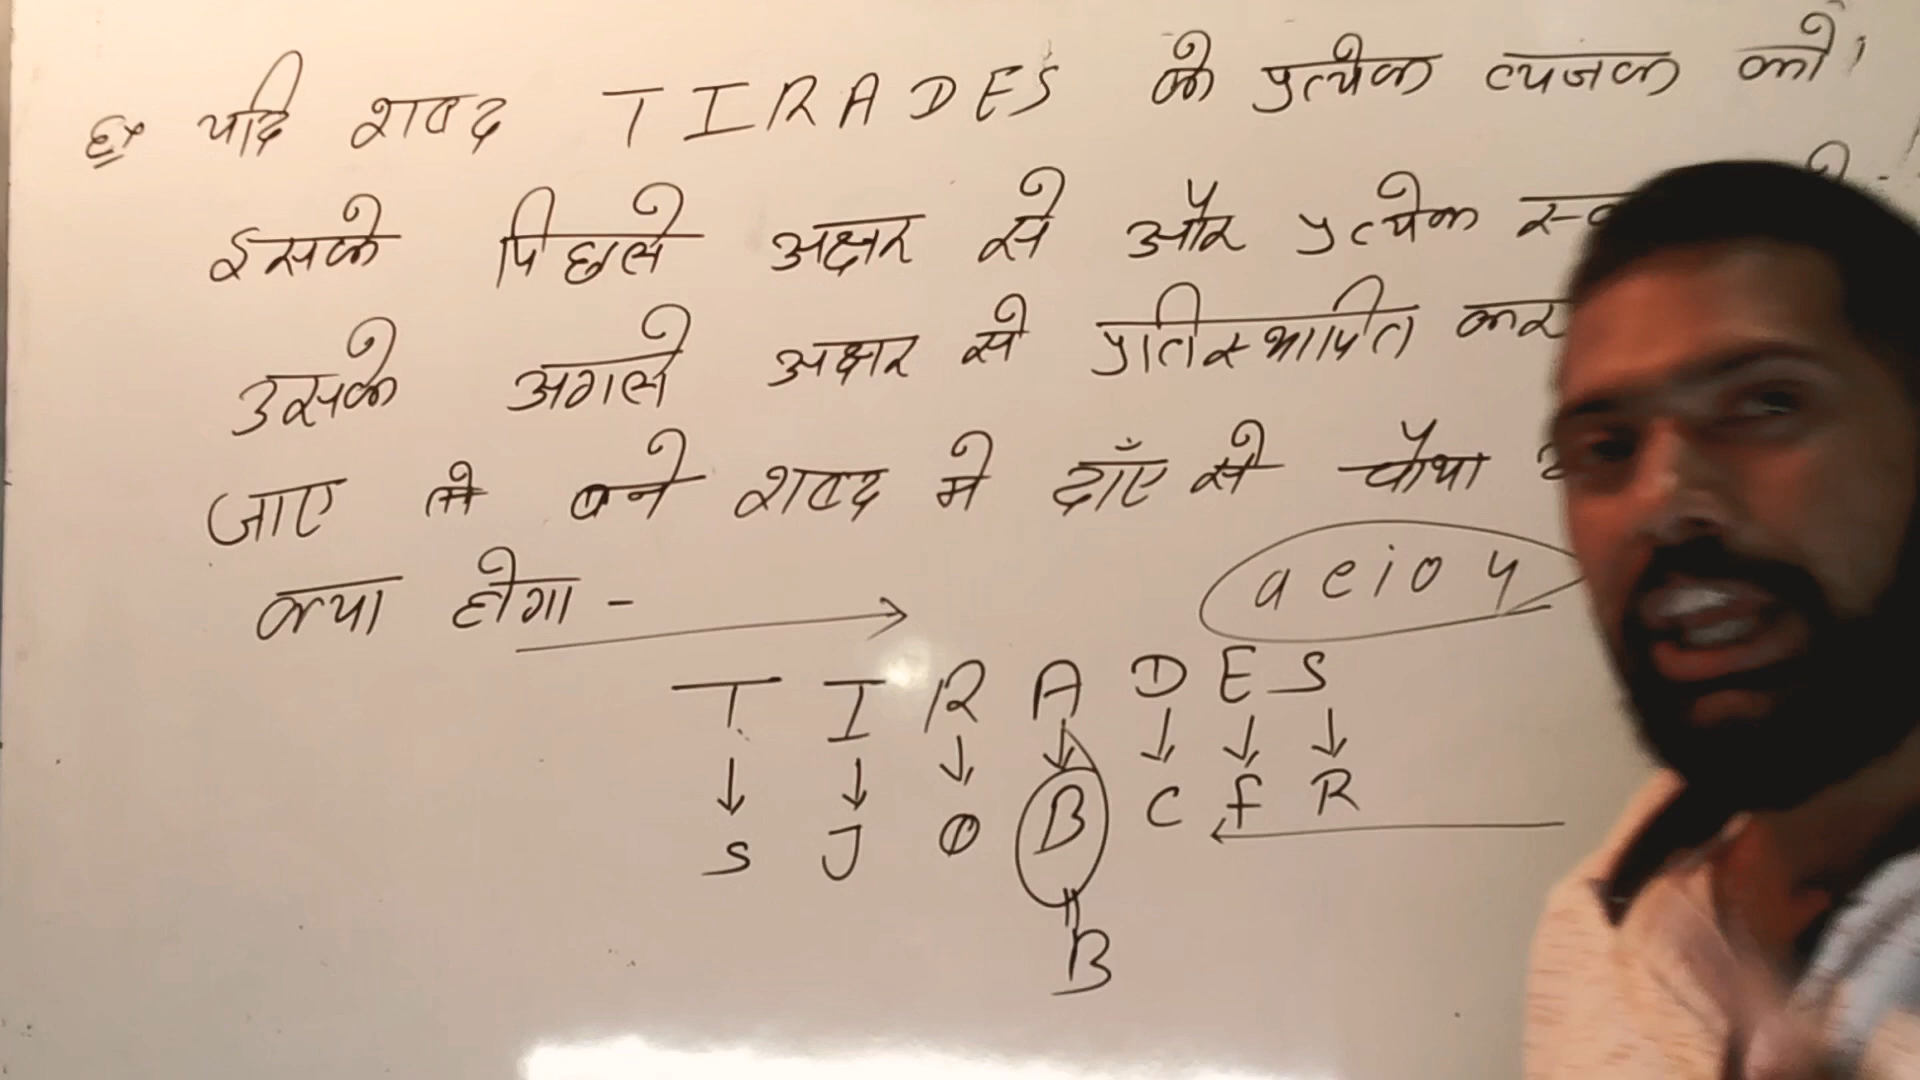 Ex यदि शब्द TIRADES के प्रत्येक व्यजक को
इसके पिछले अक्षर से और प्रत्येक
उसके अगले अक्षर से प्रतिस्थापित कर
जाए तो बने शब्द मे दाँए से चौथा
क्या होगा -
a e i o u
T I R A D E S
S J Q B C f R
B